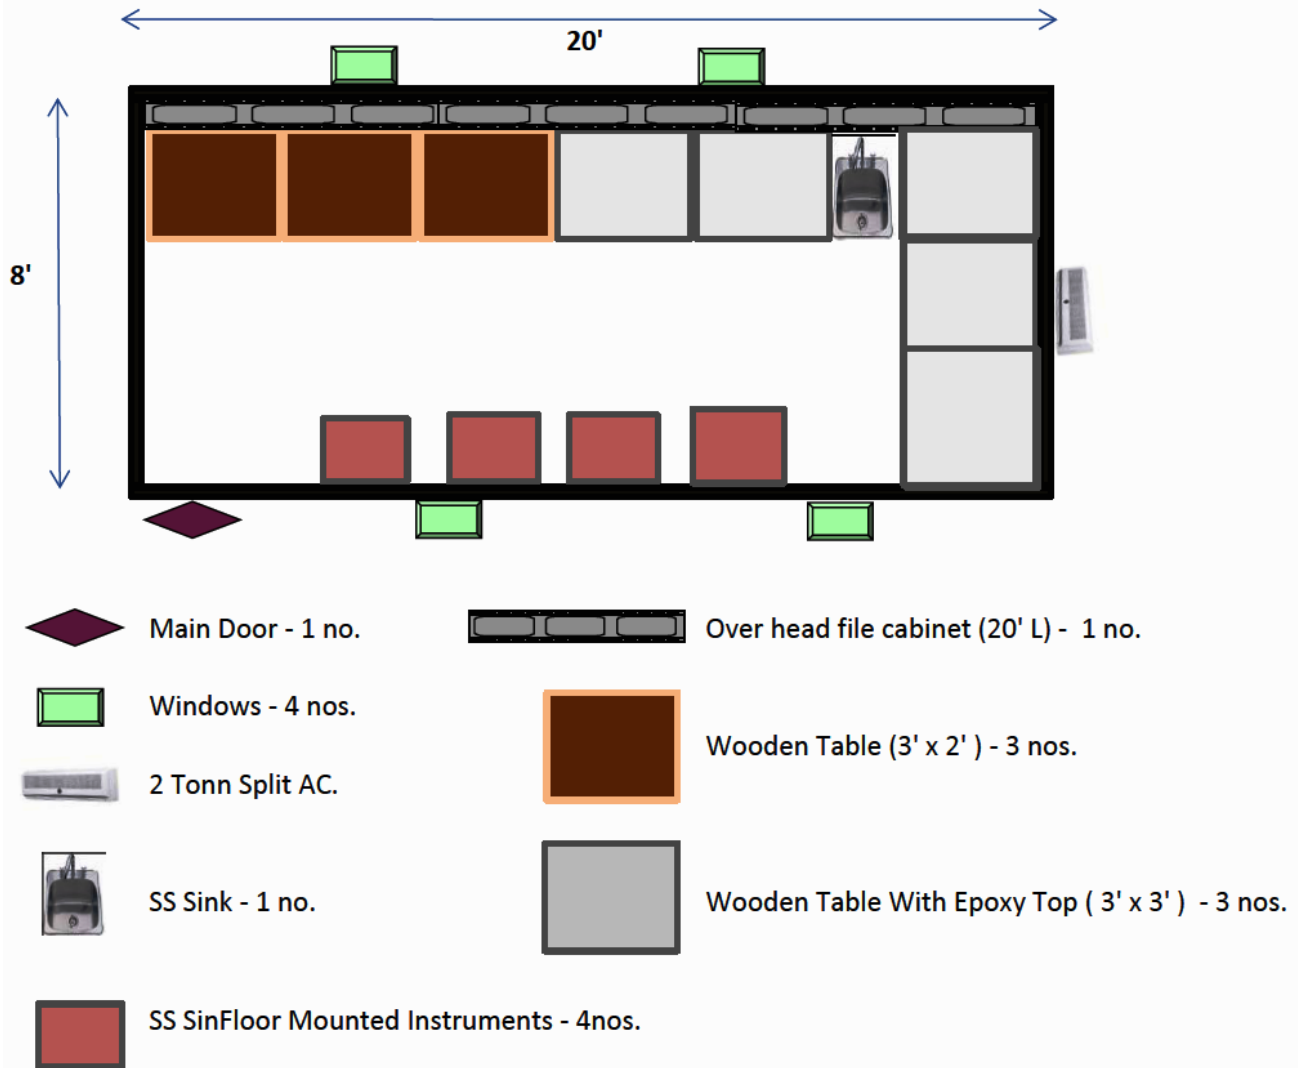 20'
8'
Main Door - 1 no.
Over head file cabinet (20' L) - 1 no.
Windows - 4 nos.
Wooden Table (3' x 2' ) - 3 nos.
2 Tonn Split AC.
SS Sink - 1 no.
Wooden Table With Epoxy Top ( 3' x 3' ) - 3 nos.
SS SinFloor Mounted Instruments - 4nos.